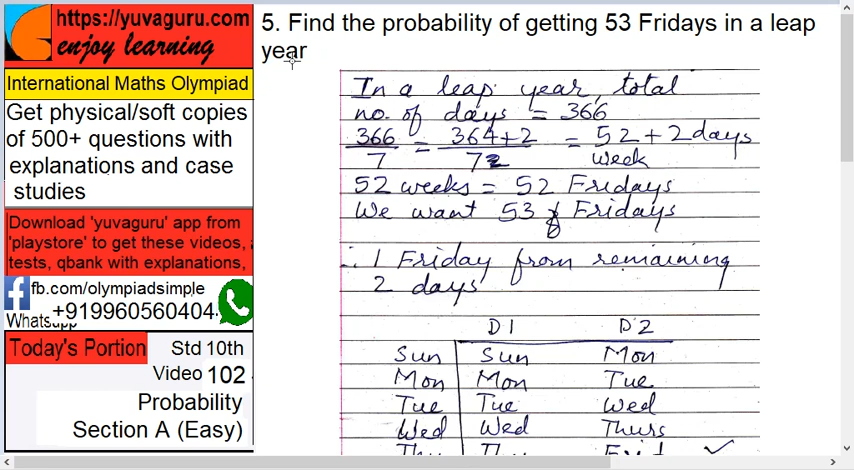 https://yuvaguru.com
enjoy learning
International Maths Olympiad
Get physical/soft copies
of 500+ questions with
explanations and case
studies
Download 'yuvaguru' app from
'playstore' to get these videos,
tests, qbank with explanations,
fb.com/olympiadsimple
+919960560404
Whatsapp
Today's Portion Std 10th
Video 102
Probability
Section A (Easy)
5. Find the probability of getting 53 Fridays in a leap
year
In a leap year, total
no. of days = 366
366/7 = 364+2/7 = 52 + 2 days
week
52 weeks = 52 Fridays
We want 53 Fridays
∴ 1 Friday from remaining
2 days
D1 D2
Sun Sun Mon
Mon Mon Tue
Tue Tue Wed
Wed Wed Thurs